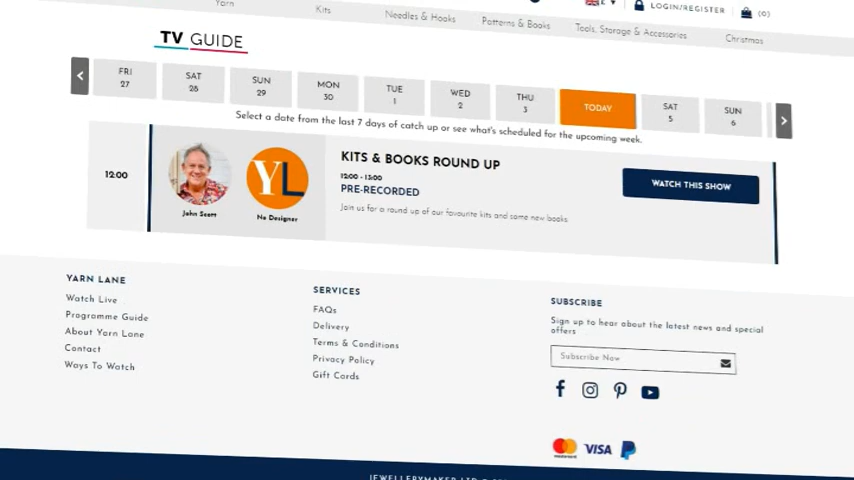 Yarn
Kits
Needles & Hooks
Patterns & Books
Tools, Storage & Accessories
Christmas
£
LOGIN/REGISTER
(0)
TV GUIDE
<
FRI
27
SAT
28
SUN
29
MON
30
TUE
1
WED
2
THU
3
TODAY
SAT
5
SUN
6
>
Select a date from the last 7 days of catch up or see what's scheduled for the upcoming week.
12:00
John Scott
YL
No Designer
KITS & BOOKS ROUND UP
12:00 - 13:00
PRE-RECORDED
Join us for a round up of our favourite kits and some new books.
WATCH THIS SHOW
YARN LANE
Watch Live
Programme Guide
About Yarn Lane
Contact
Ways To Watch
SERVICES
FAQs
Delivery
Terms & Conditions
Privacy Policy
Gift Cards
SUBSCRIBE
Sign up to hear about the latest news and special
offers
Subscribe Now
mastercard
VISA
JEWELLERYMAKER LTD ©